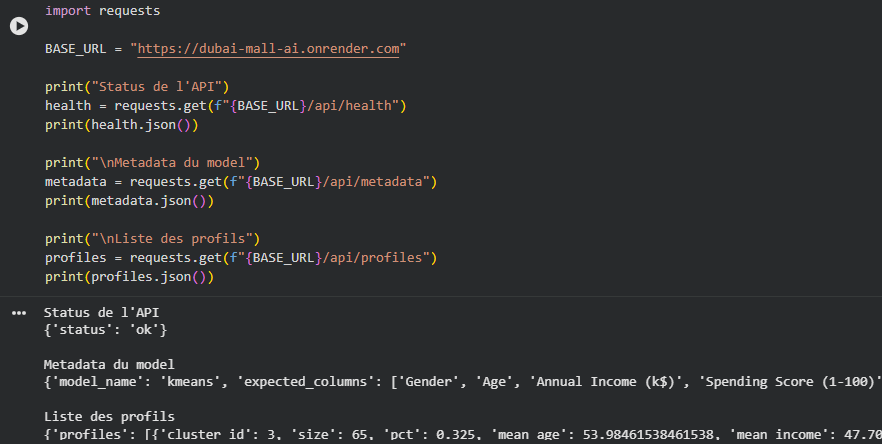 import requests
BASE_URL = "https://dubai-mall-ai.onrender.com"
print("Status de l'API")
health = requests.get(f"{BASE_URL}/api/health")
print(health.json())
print("\nMetadata du model")
metadata = requests.get(f"{BASE_URL}/api/metadata")
print(metadata.json())
print("\nListe des profils")
profiles = requests.get(f"{BASE_URL}/api/profiles")
print(profiles.json())
Status de l'API
{'status': 'ok'}
Metadata du model
{'model_name': 'kmeans', 'expected_columns': ['Gender', 'Age', 'Annual Income (k$)', 'Spending Score (1-100)'
Liste des profils
{'profiles': [{'cluster_id': 3, 'size': 65, 'pct': 0.325, 'mean_age': 53.98461538461538, 'mean_income': 47.70